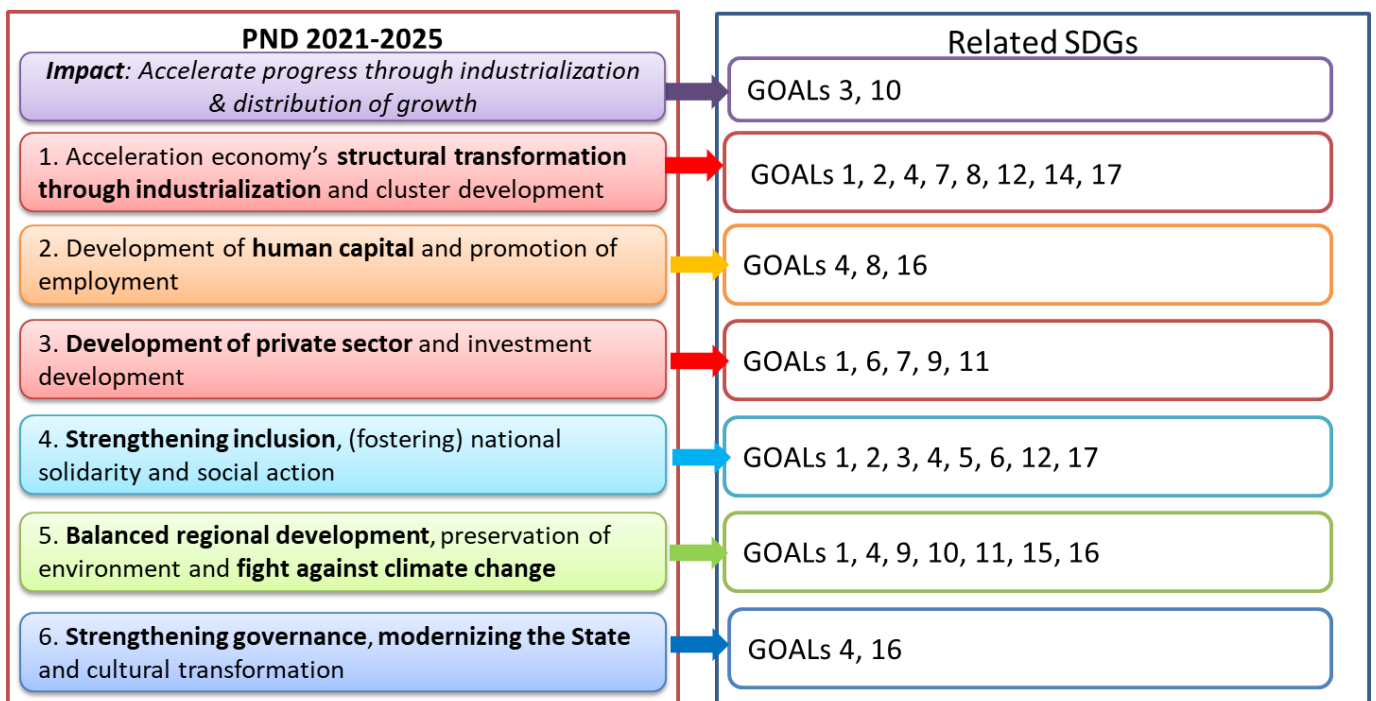 PND 2021-2025
Impact: Accelerate progress through industrialization
& distribution of growth
1. Acceleration economy's structural transformation
through industrialization and cluster development
2. Development of human capital and promotion of
employment
3. Development of private sector and investment
development
4. Strengthening inclusion, (fostering) national
solidarity and social action
5. Balanced regional development, preservation of
environment and fight against climate change
6. Strengthening governance, modernizing the State
and cultural transformation
Related SDGs
GOALs 3, 10
GOALs 1, 2, 4, 7, 8, 12, 14, 17
GOALs 4, 8, 16
GOALs 1, 6, 7, 9, 11
GOALs 1, 2, 3, 4, 5, 6, 12, 17
GOALs 1, 4, 9, 10, 11, 15, 16
GOALs 4, 16